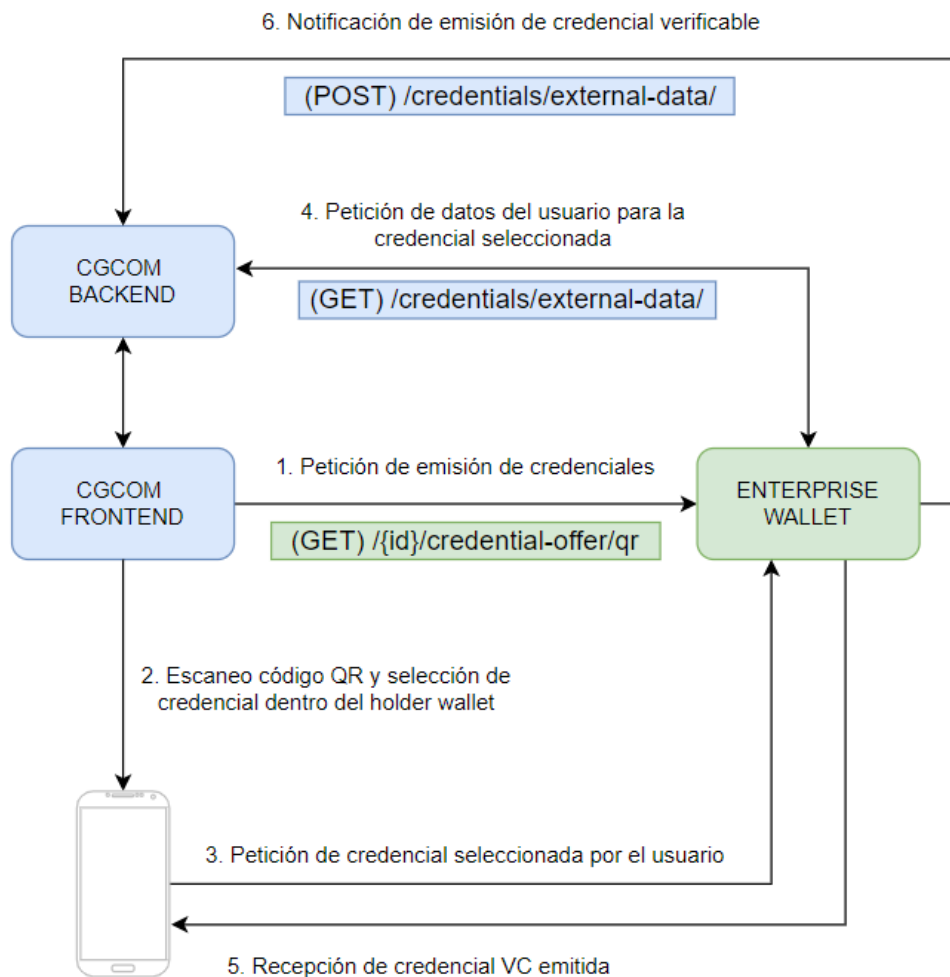 6. Notificación de emisión de credencial verificable
(POST) /credentials/external-data/
4. Petición de datos del usuario para la
credencial seleccionada
CGCOM
BACKEND
(GET) /credentials/external-data/
1. Petición de emisión de credenciales
CGCOM
FRONTEND
ENTERPRISE
WALLET
(GET) /{id}/credential-offer/qr
2. Escaneo código QR y selección de
credencial dentro del holder wallet
3. Petición de credencial seleccionada por el usuario
5. Recepción de credencial VC emitida